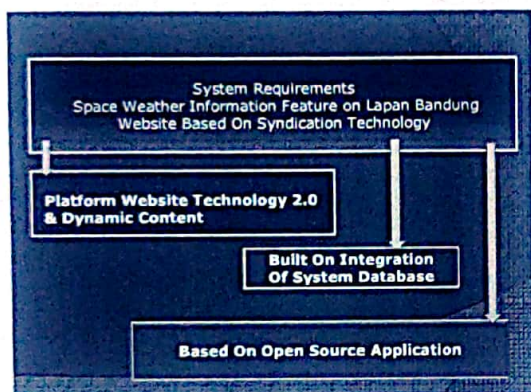 System Requirements
Space Weather Information Feature on Lapan Bandung
Website Based On Syndication Technology
Platform Website Technology 2.0
& Dynamic Content
Built On Integration
Of System Database
Based On Open Source Application